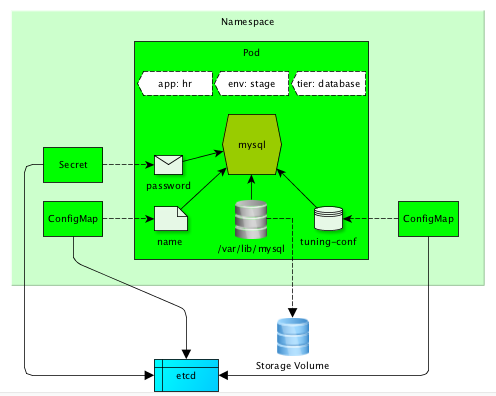 Namespace
Pod
app: hr
env: stage
tier: database
mysql
Secret
password
ConfigMap
name
/var/lib/mysql
tuning-conf
ConfigMap
Storage Volume
etcd